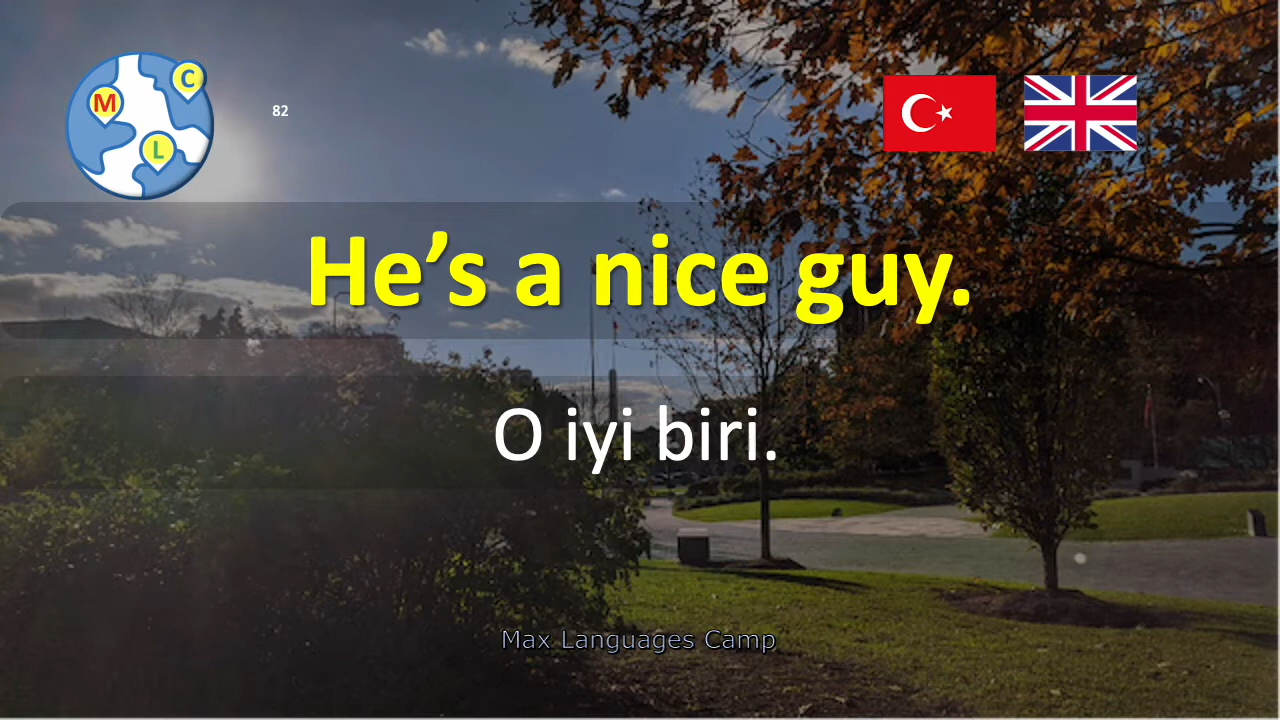 M
C
L
82
He’s a nice guy.
O iyi biri.
Max Languages Camp